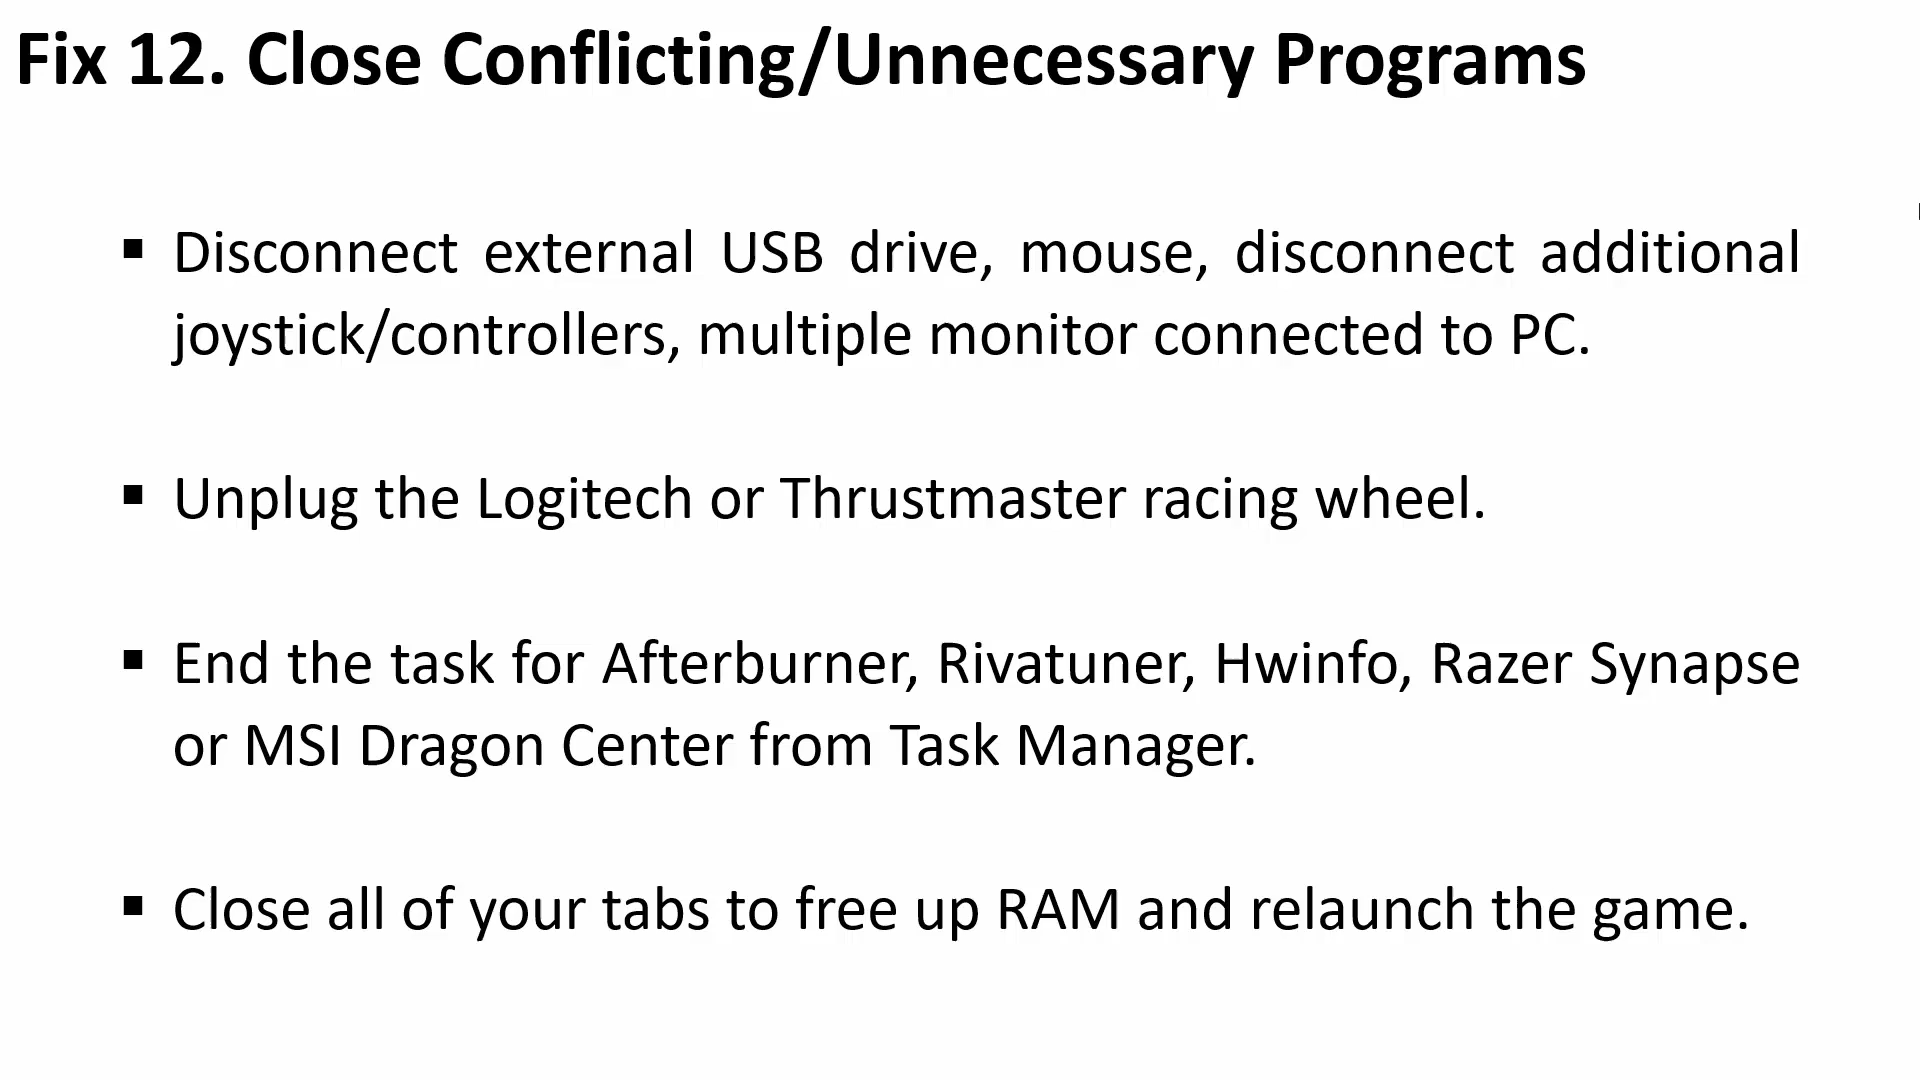 Fix 12. Close Conflicting/Unnecessary Programs
▪ Disconnect external USB drive, mouse, disconnect additional
joystick/controllers, multiple monitor connected to PC.
▪ Unplug the Logitech or Thrustmaster racing wheel.
▪ End the task for Afterburner, Rivatuner, Hwinfo, Razer Synapse
or MSI Dragon Center from Task Manager.
▪ Close all of your tabs to free up RAM and relaunch the game.